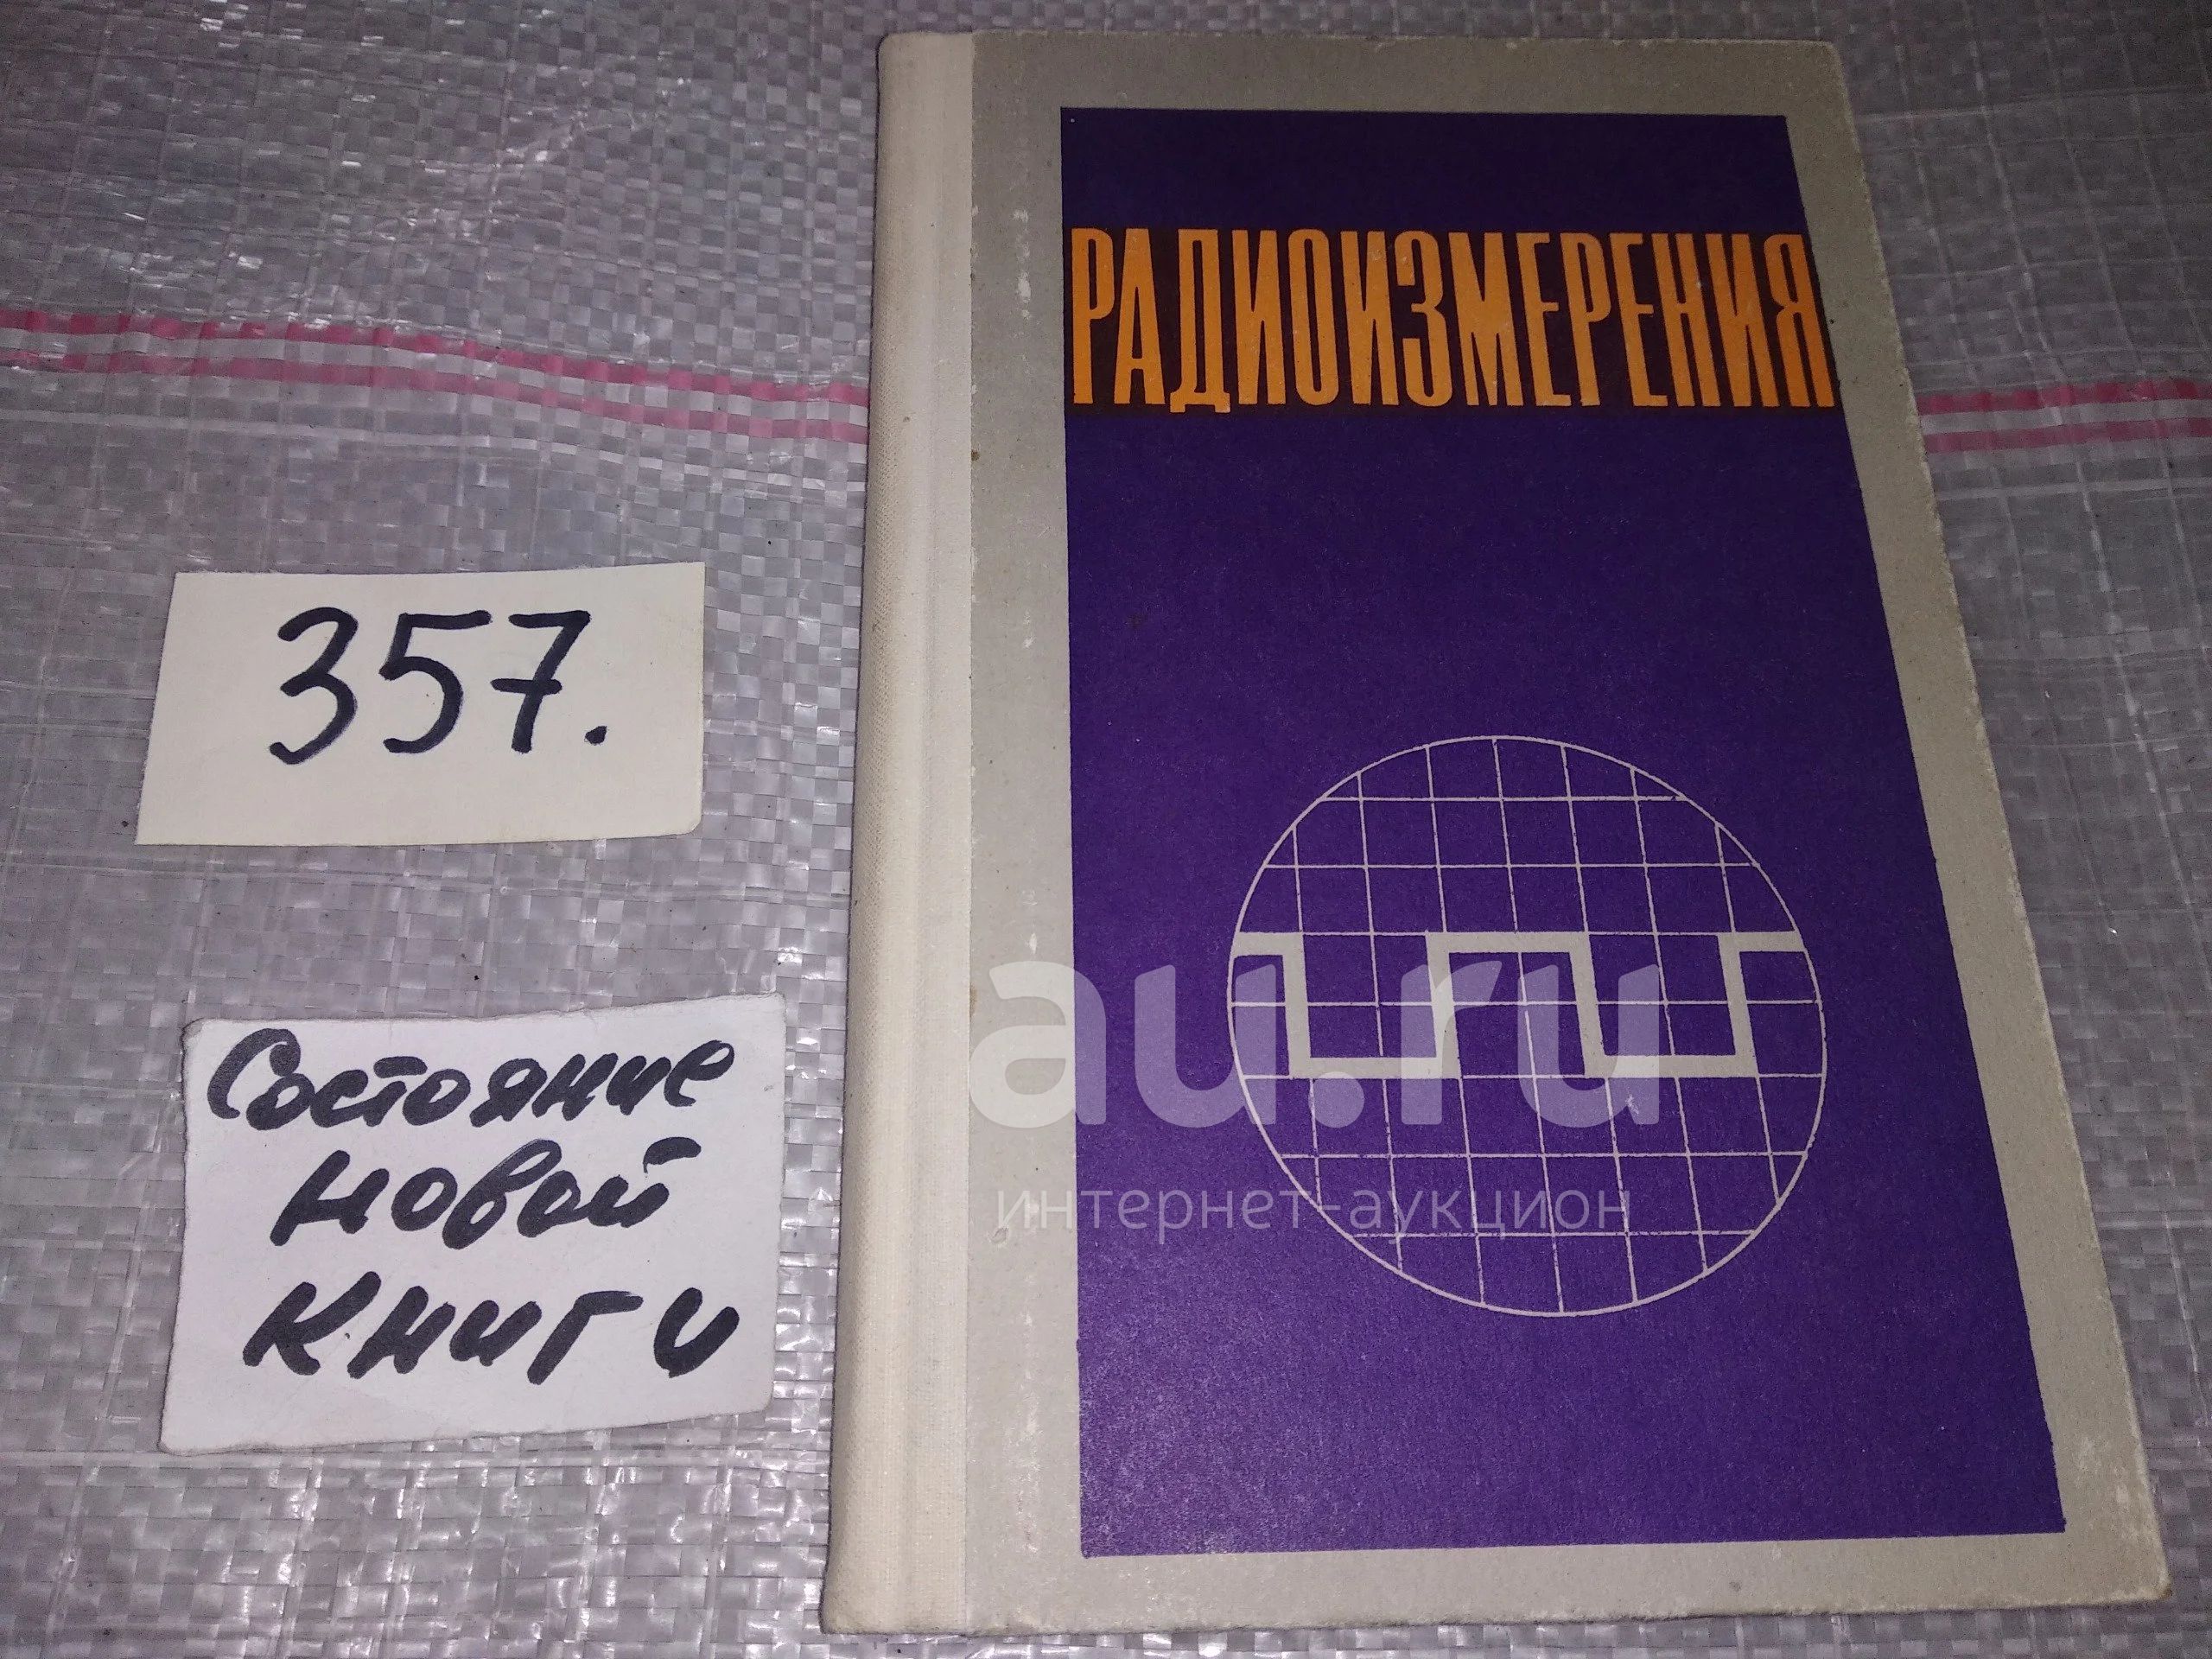 РАДИОИЗМЕРЕНИЯ
357.
Состояние
новой
книги
au.ru
интернет-аукцион